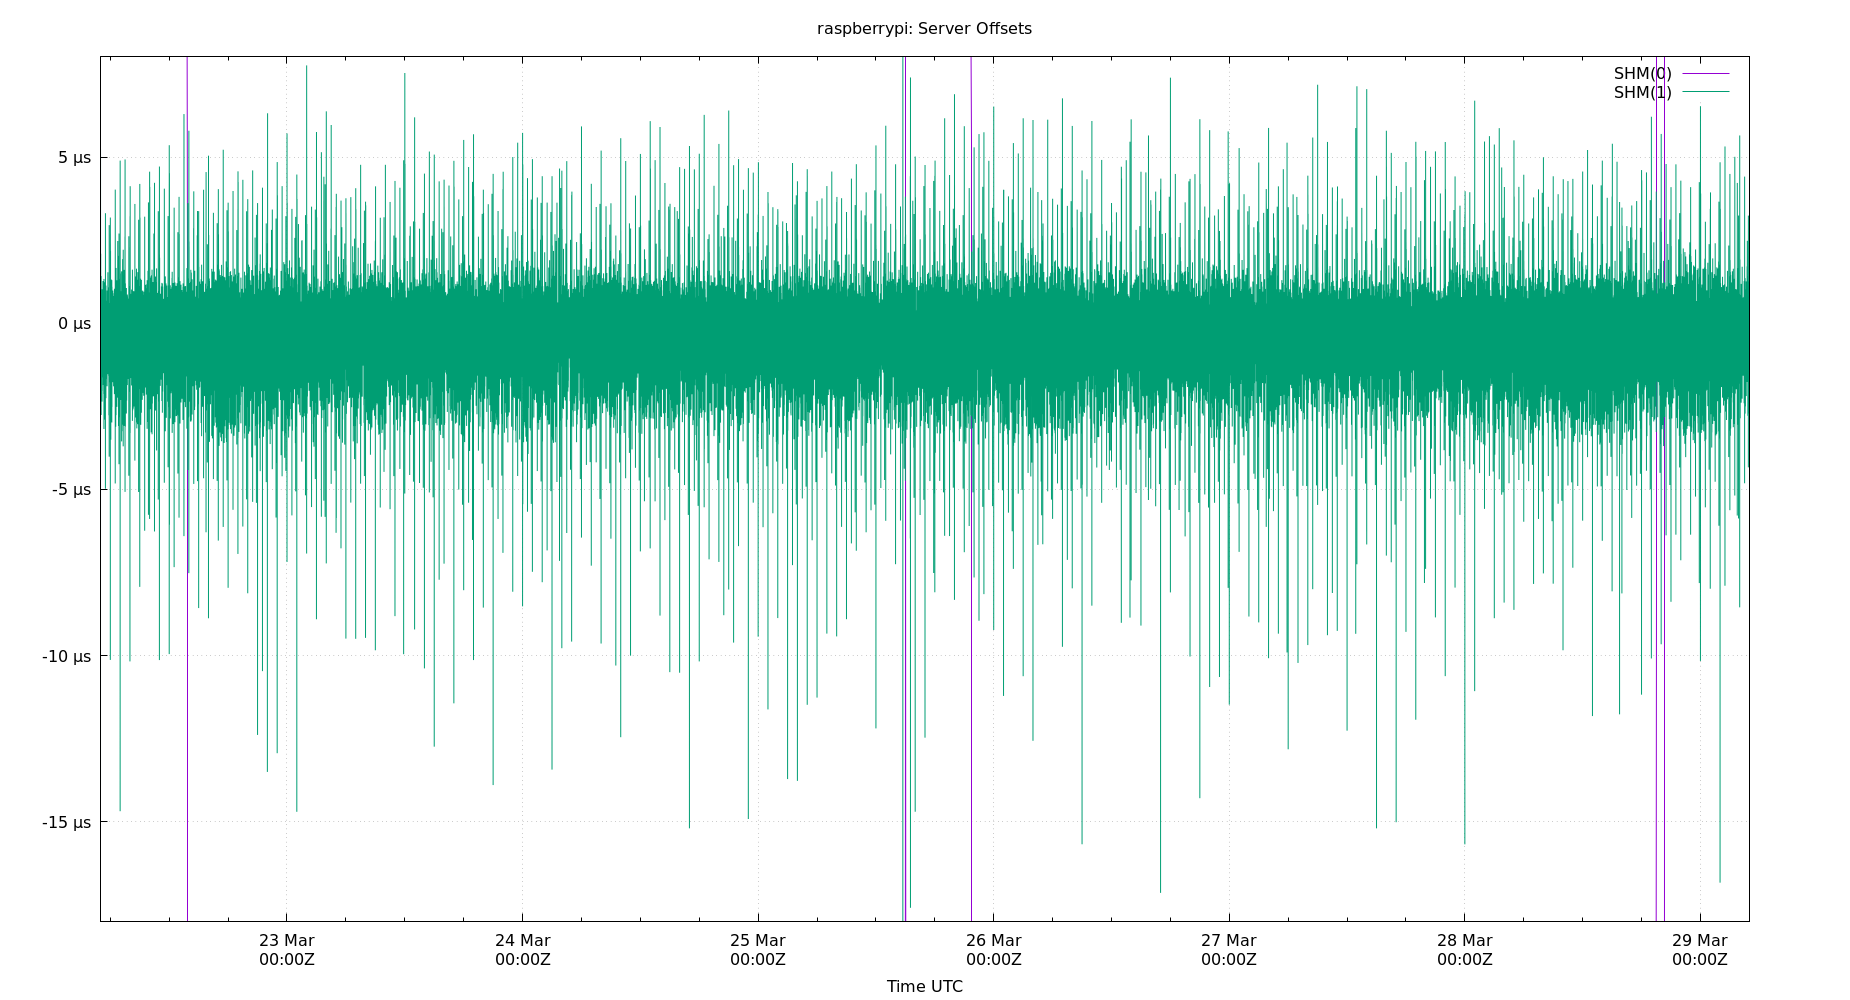 raspberrypi: Server Offsets
SHM(0)
SHM(1)
5 µs
0 µs
-5 µs
-10 µs
-15 µs
23 Mar 24 Mar 25 Mar 26 Mar 27 Mar 28 Mar 29 Mar
00:00Z 00:00Z 00:00Z 00:00Z 00:00Z 00:00Z 00:00Z
Time UTC